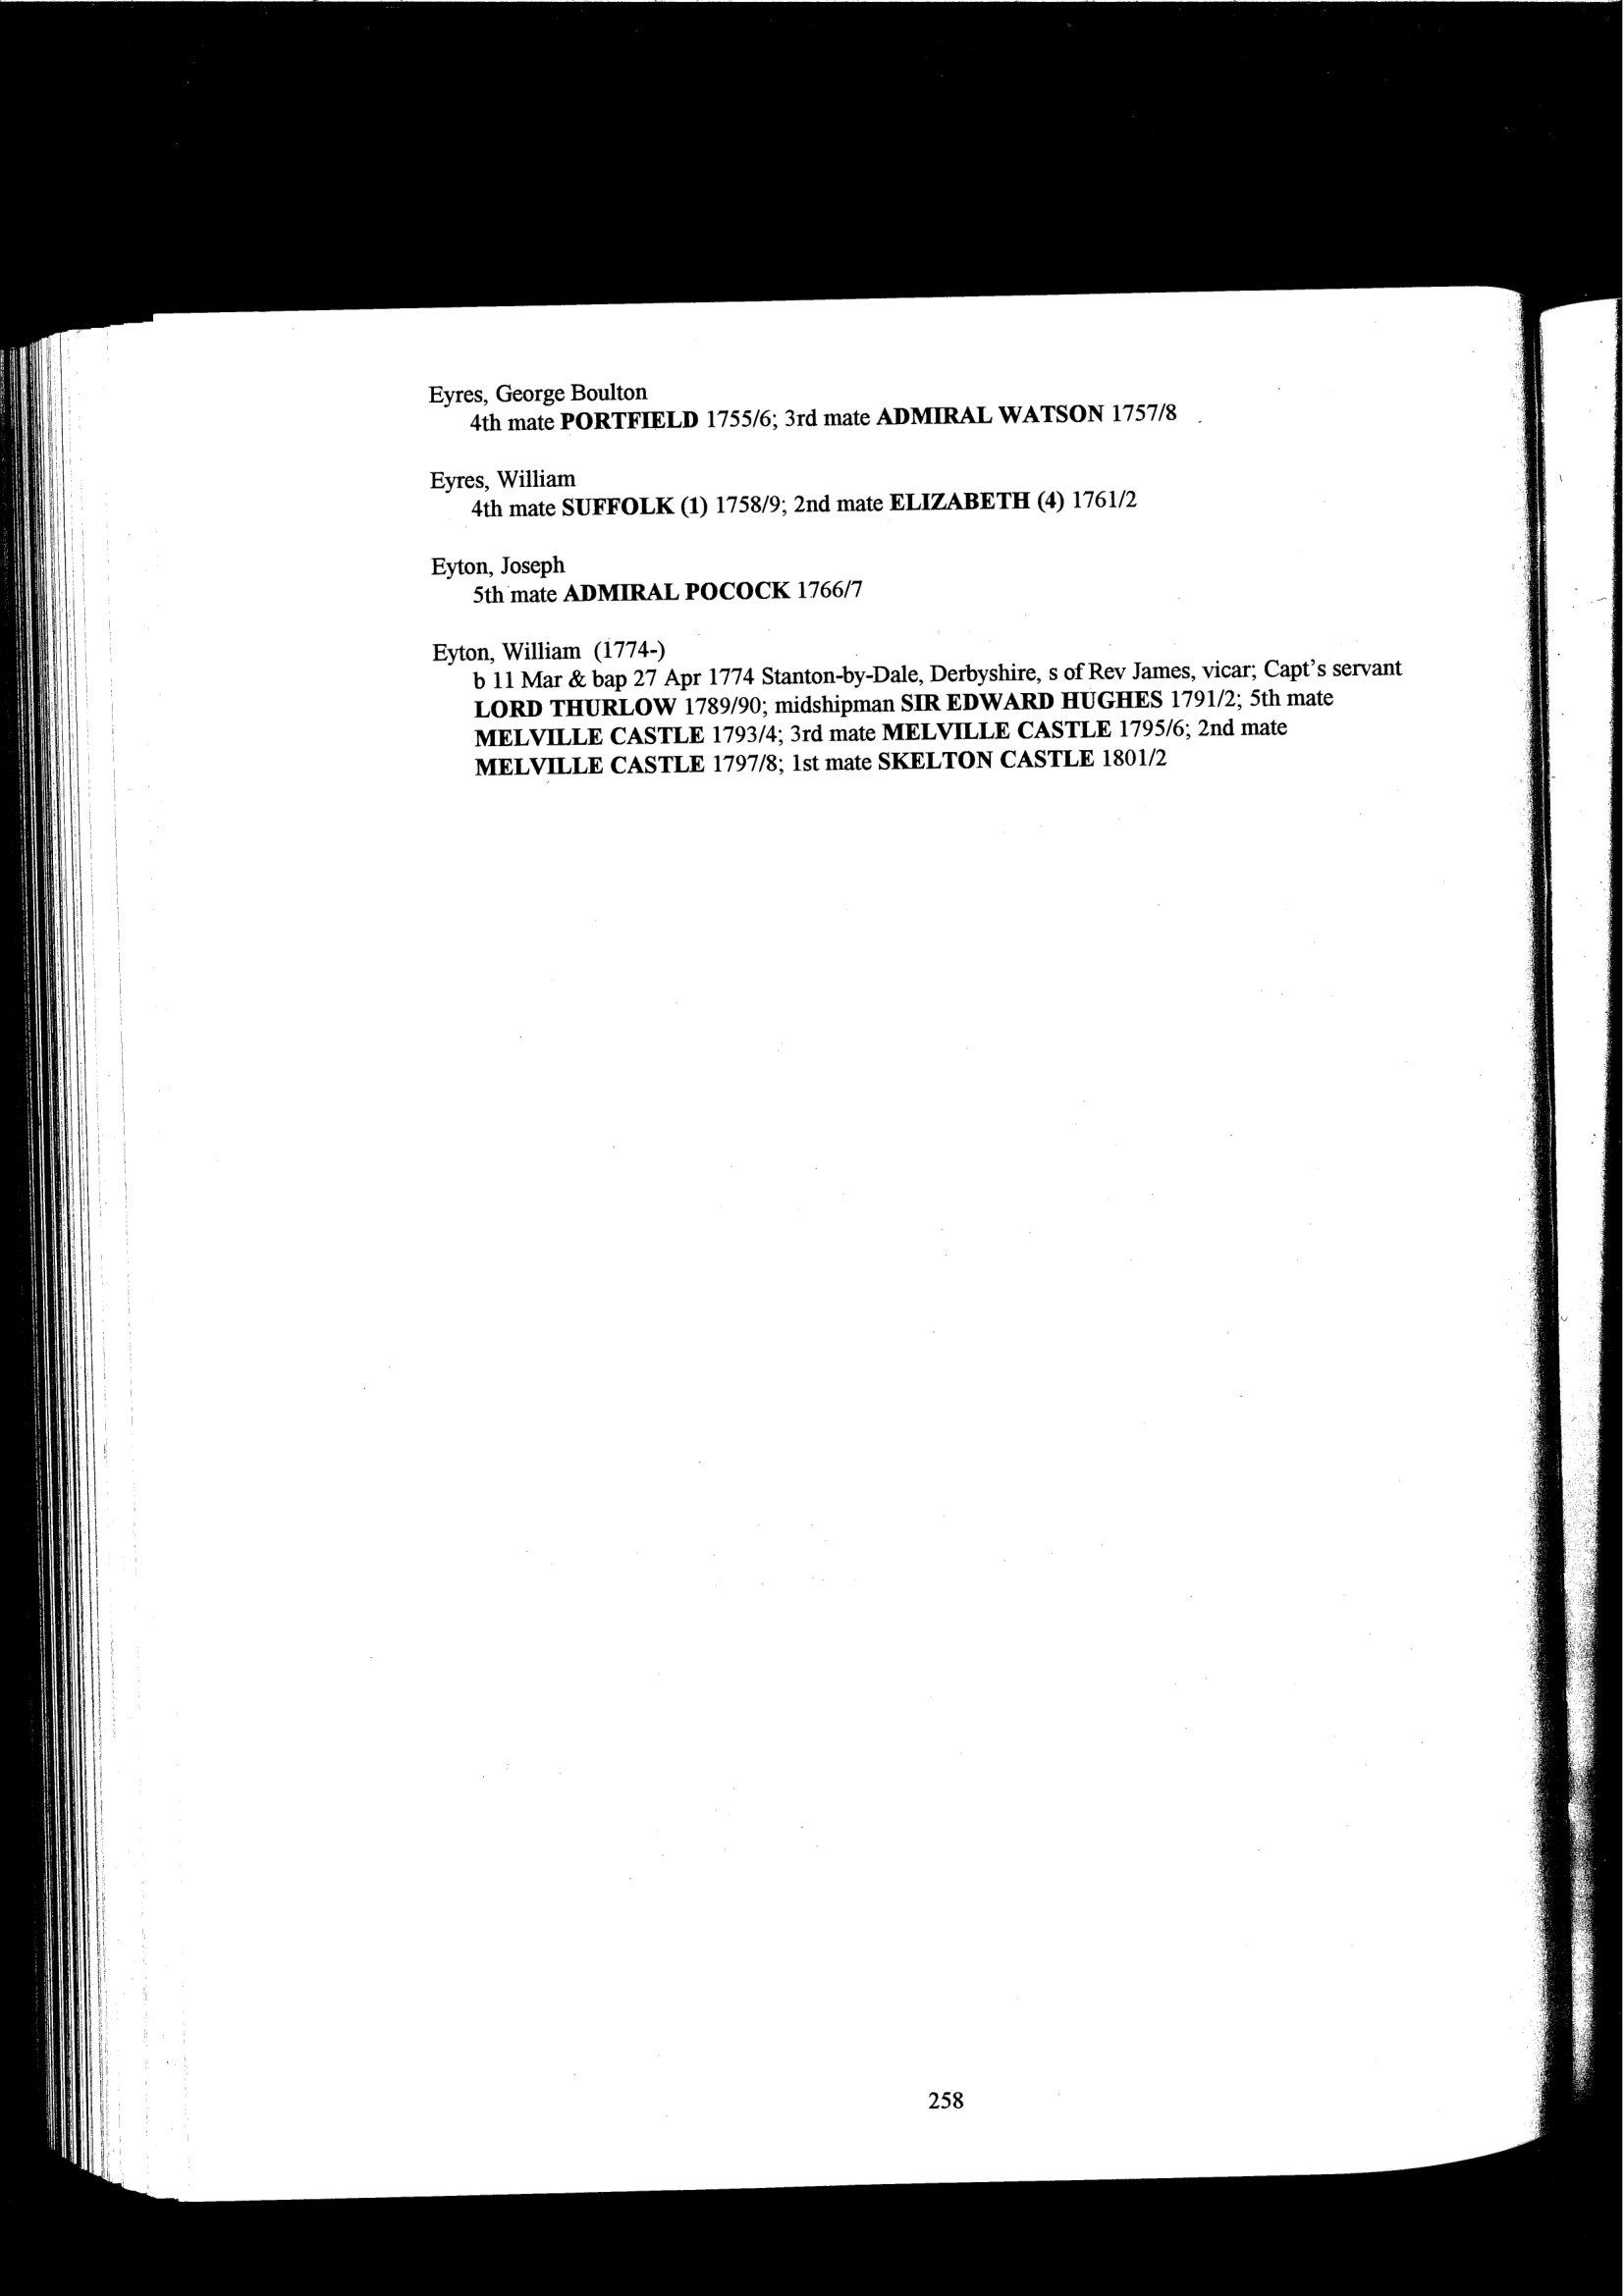 Eyres, George Boulton
4th mate PORTFIELD 1755/6; 3rd mate ADMIRAL WATSON 1757/8
Eyres, William
4th mate SUFFOLK (1) 1758/9; 2nd mate ELIZABETH (4) 1761/2
Eyton, Joseph
5th mate ADMIRAL POCOCK 1766/7
Eyton, William (1774-)
b 11 Mar & bap 27 Apr 1774 Stanton-by-Dale, Derbyshire, s of Rev James, vicar; Capt's servant
LORD THURLOW 1789/90; midshipman SIR EDWARD HUGHES 1791/2; 5th mate
MELVILLE CASTLE 1793/4; 3rd mate MELVILLE CASTLE 1795/6; 2nd mate
MELVILLE CASTLE 1797/8; 1st mate SKELTON CASTLE 1801/2
258